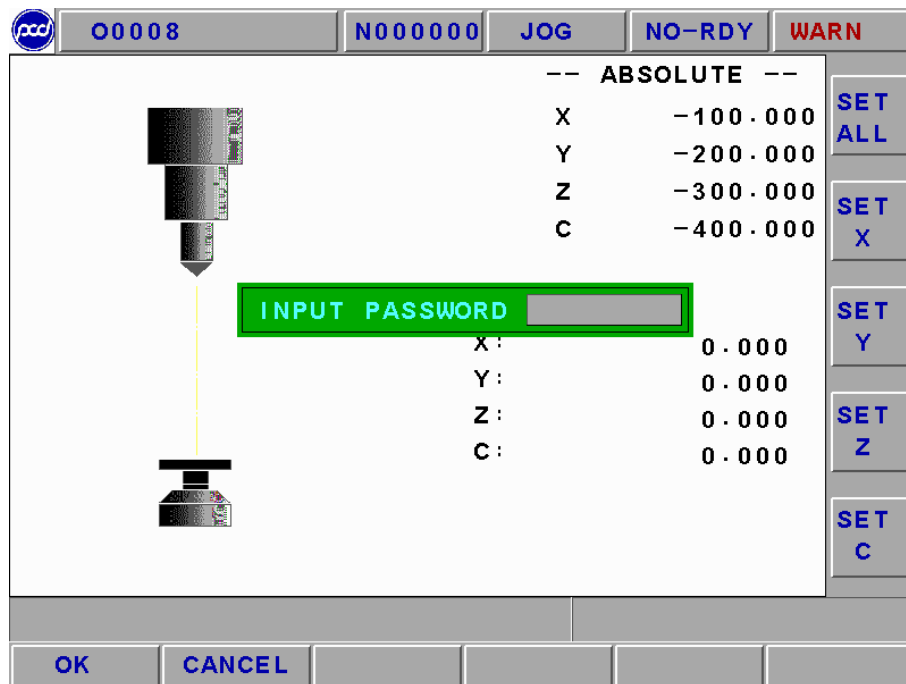 pcd O0008 N000000 JOG NO-RDY WARN
-- ABSOLUTE --
X -100.000
Y -200.000
Z -300.000
C -400.000
INPUT PASSWORD
X: 0.000
Y: 0.000
Z: 0.000
C: 0.000
SET
ALL
SET
X
SET
Y
SET
Z
SET
C
OK CANCEL